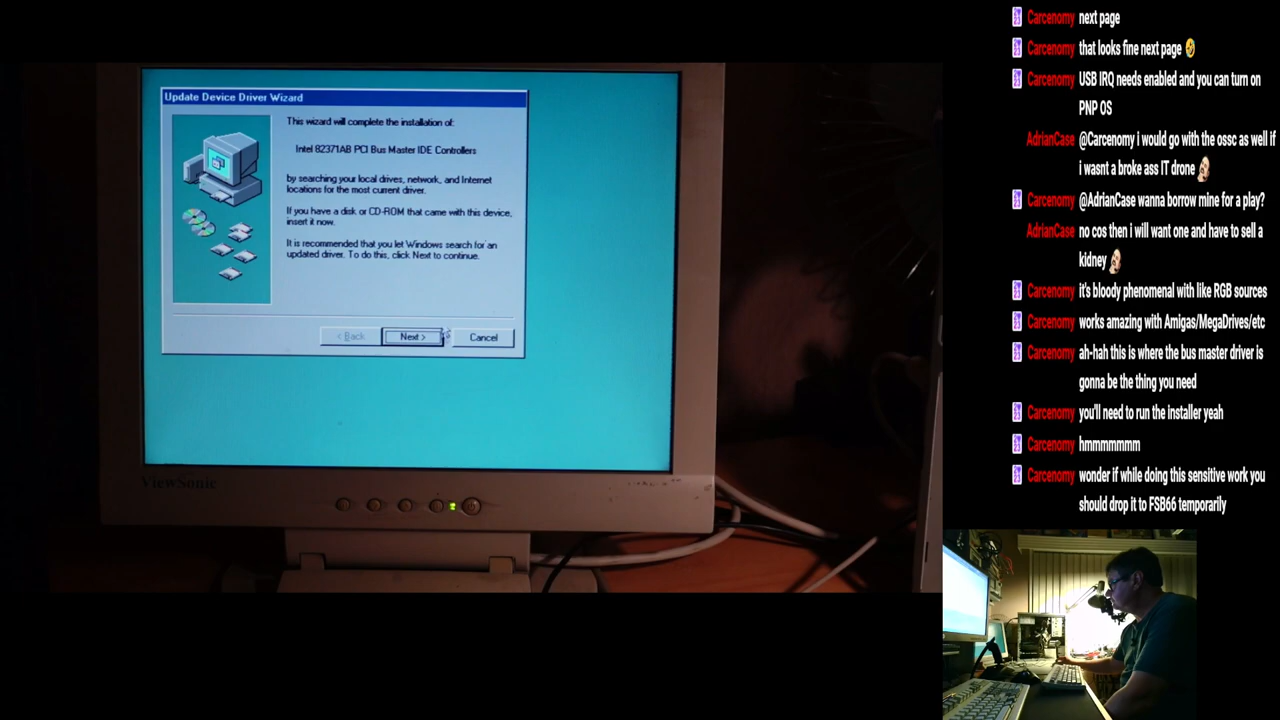 Update Device Driver Wizard
This wizard will complete the installation of:
Intel 82371AB PCI Bus Master IDE Controllers
by searching your local drives, network, and Internet
locations for the most current driver.
If you have a disk or CD-ROM that came with this device,
insert it now.
It is recommended that you let Windows search for an
updated driver. To do this, click Next to continue.
< Back
Next >
Cancel
ViewSonic
Carcenomy next page
Carcenomy that looks fine next page
Carcenomy USB IRQ needs enabled and you can turn on
PNP OS
AdrianCase @Carcenomy i would go with the ossc as well if
i wasnt a broke ass IT drone
Carcenomy @AdrianCase wanna borrow mine for a play?
AdrianCase no cos then i will want one and have to sell a
kidney
Carcenomy it's bloody phenomenal with like RGB sources
Carcenomy works amazing with Amigas/MegaDrives/etc
Carcenomy ah-hah this is where the bus master driver is
gonna be the thing you need
Carcenomy you'll need to run the installer yeah
Carcenomy hmmmmmmm
Carcenomy wonder if while doing this sensitive work you
should drop it to FSB66 temporarily